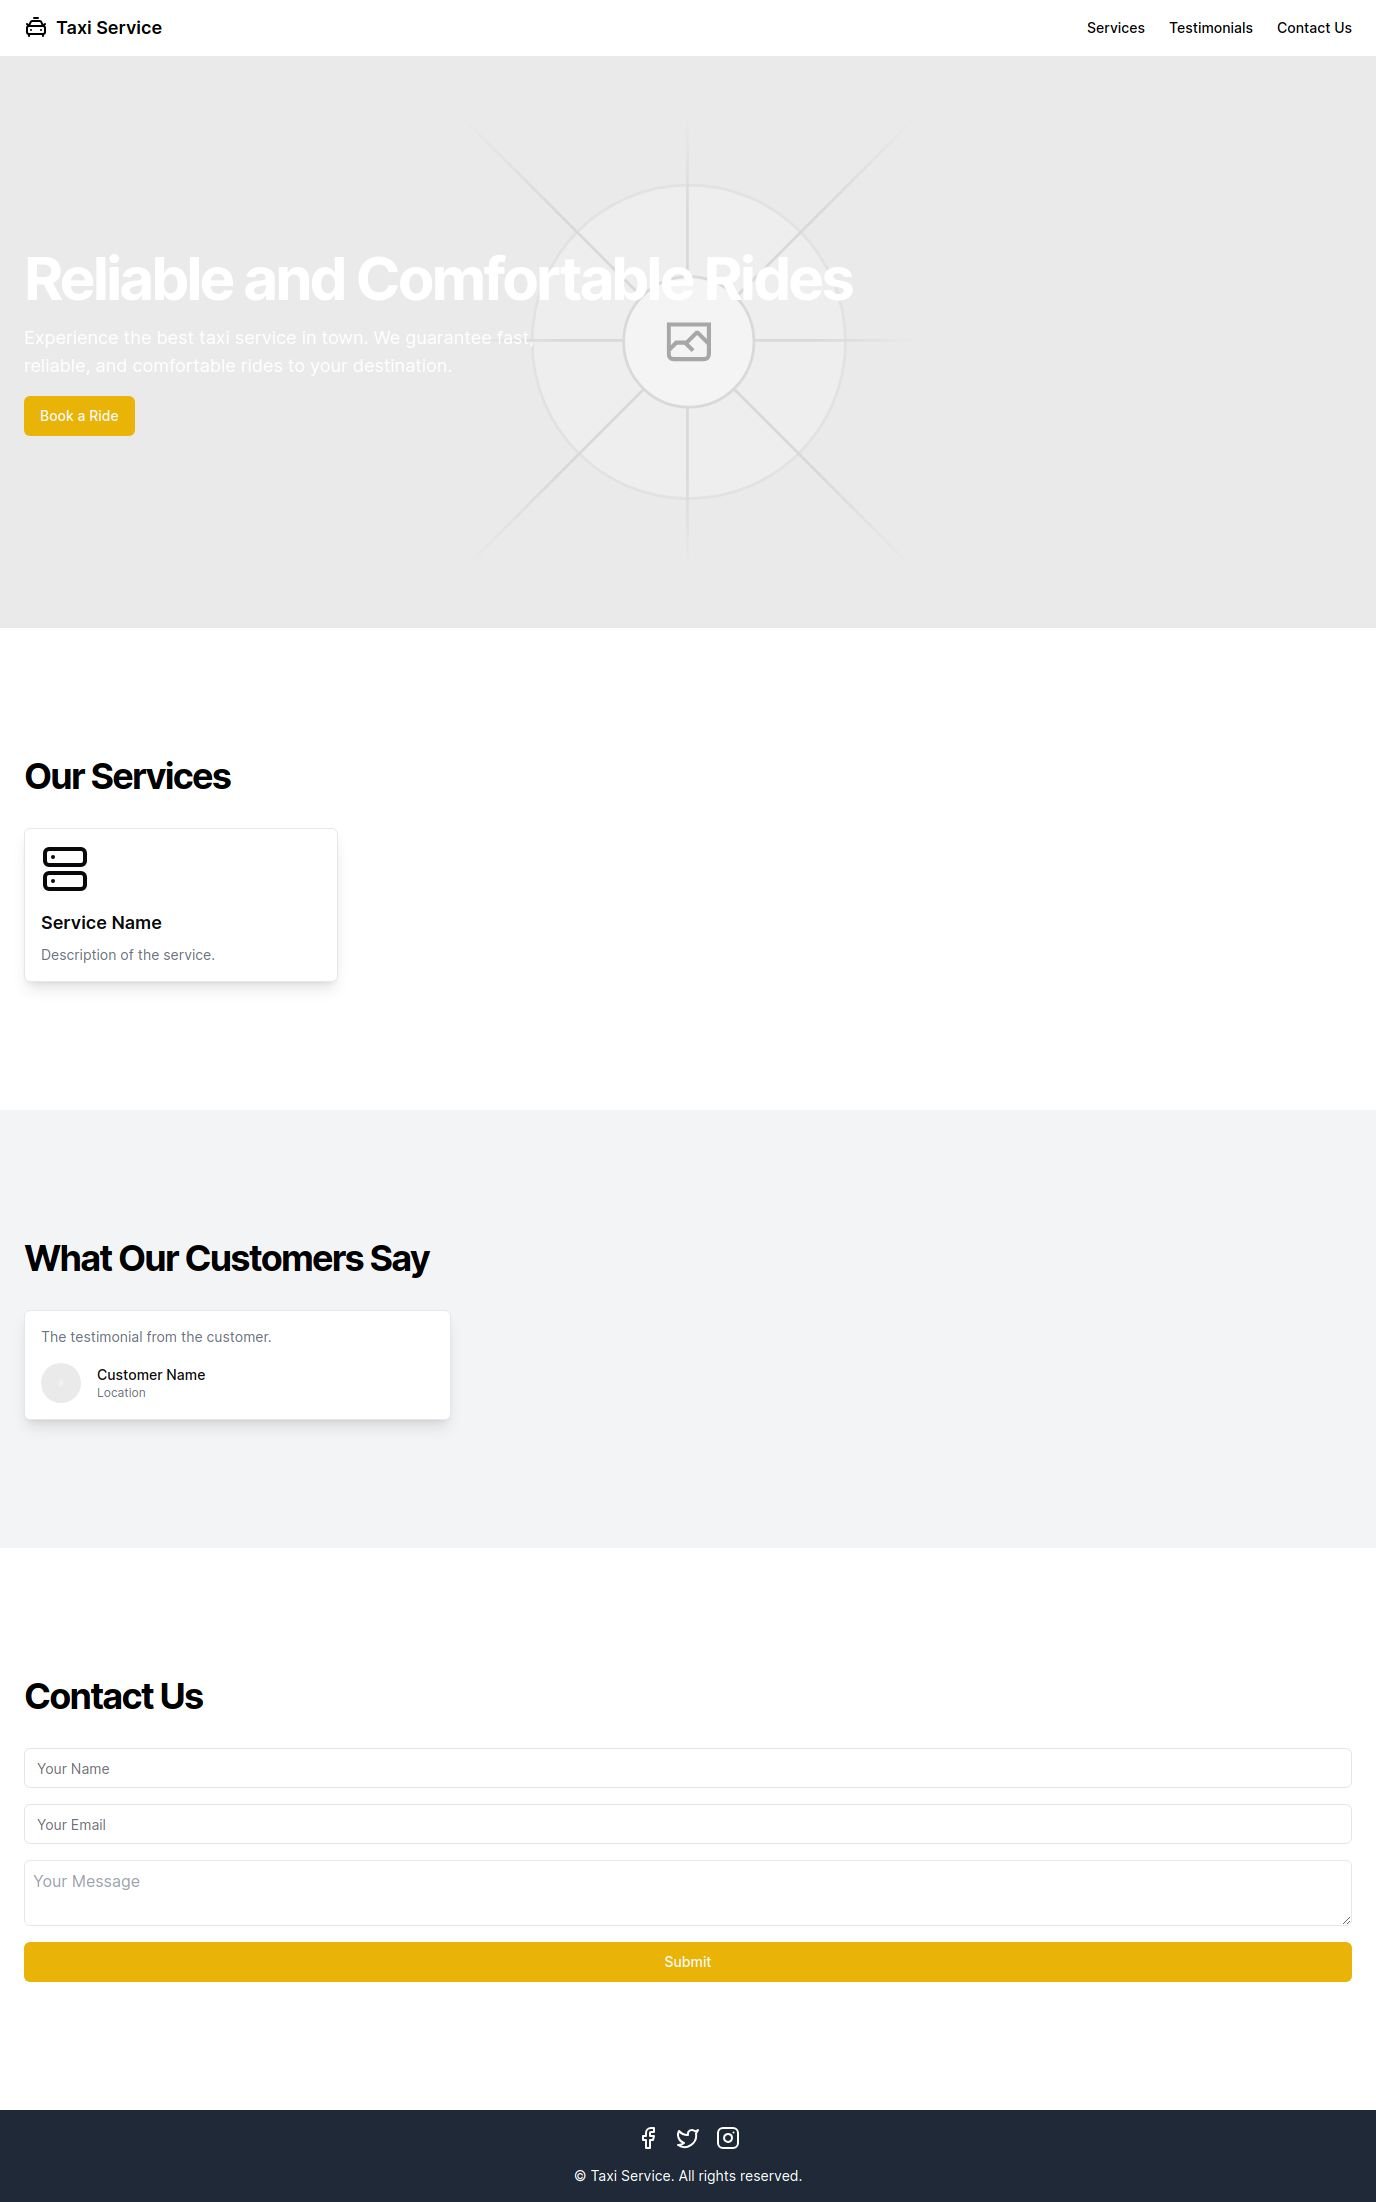 Taxi Service
Services
Testimonials
Contact Us
Reliable and Comfortable Rides
Experience the best taxi service in town. We guarantee fast,
reliable, and comfortable rides to your destination.
Book a Ride
Our Services
Service Name
Description of the service.
What Our Customers Say
The testimonial from the customer.
Customer Name
Location
Contact Us
Your Name
Your Email
Your Message
Submit
© Taxi Service. All rights reserved.